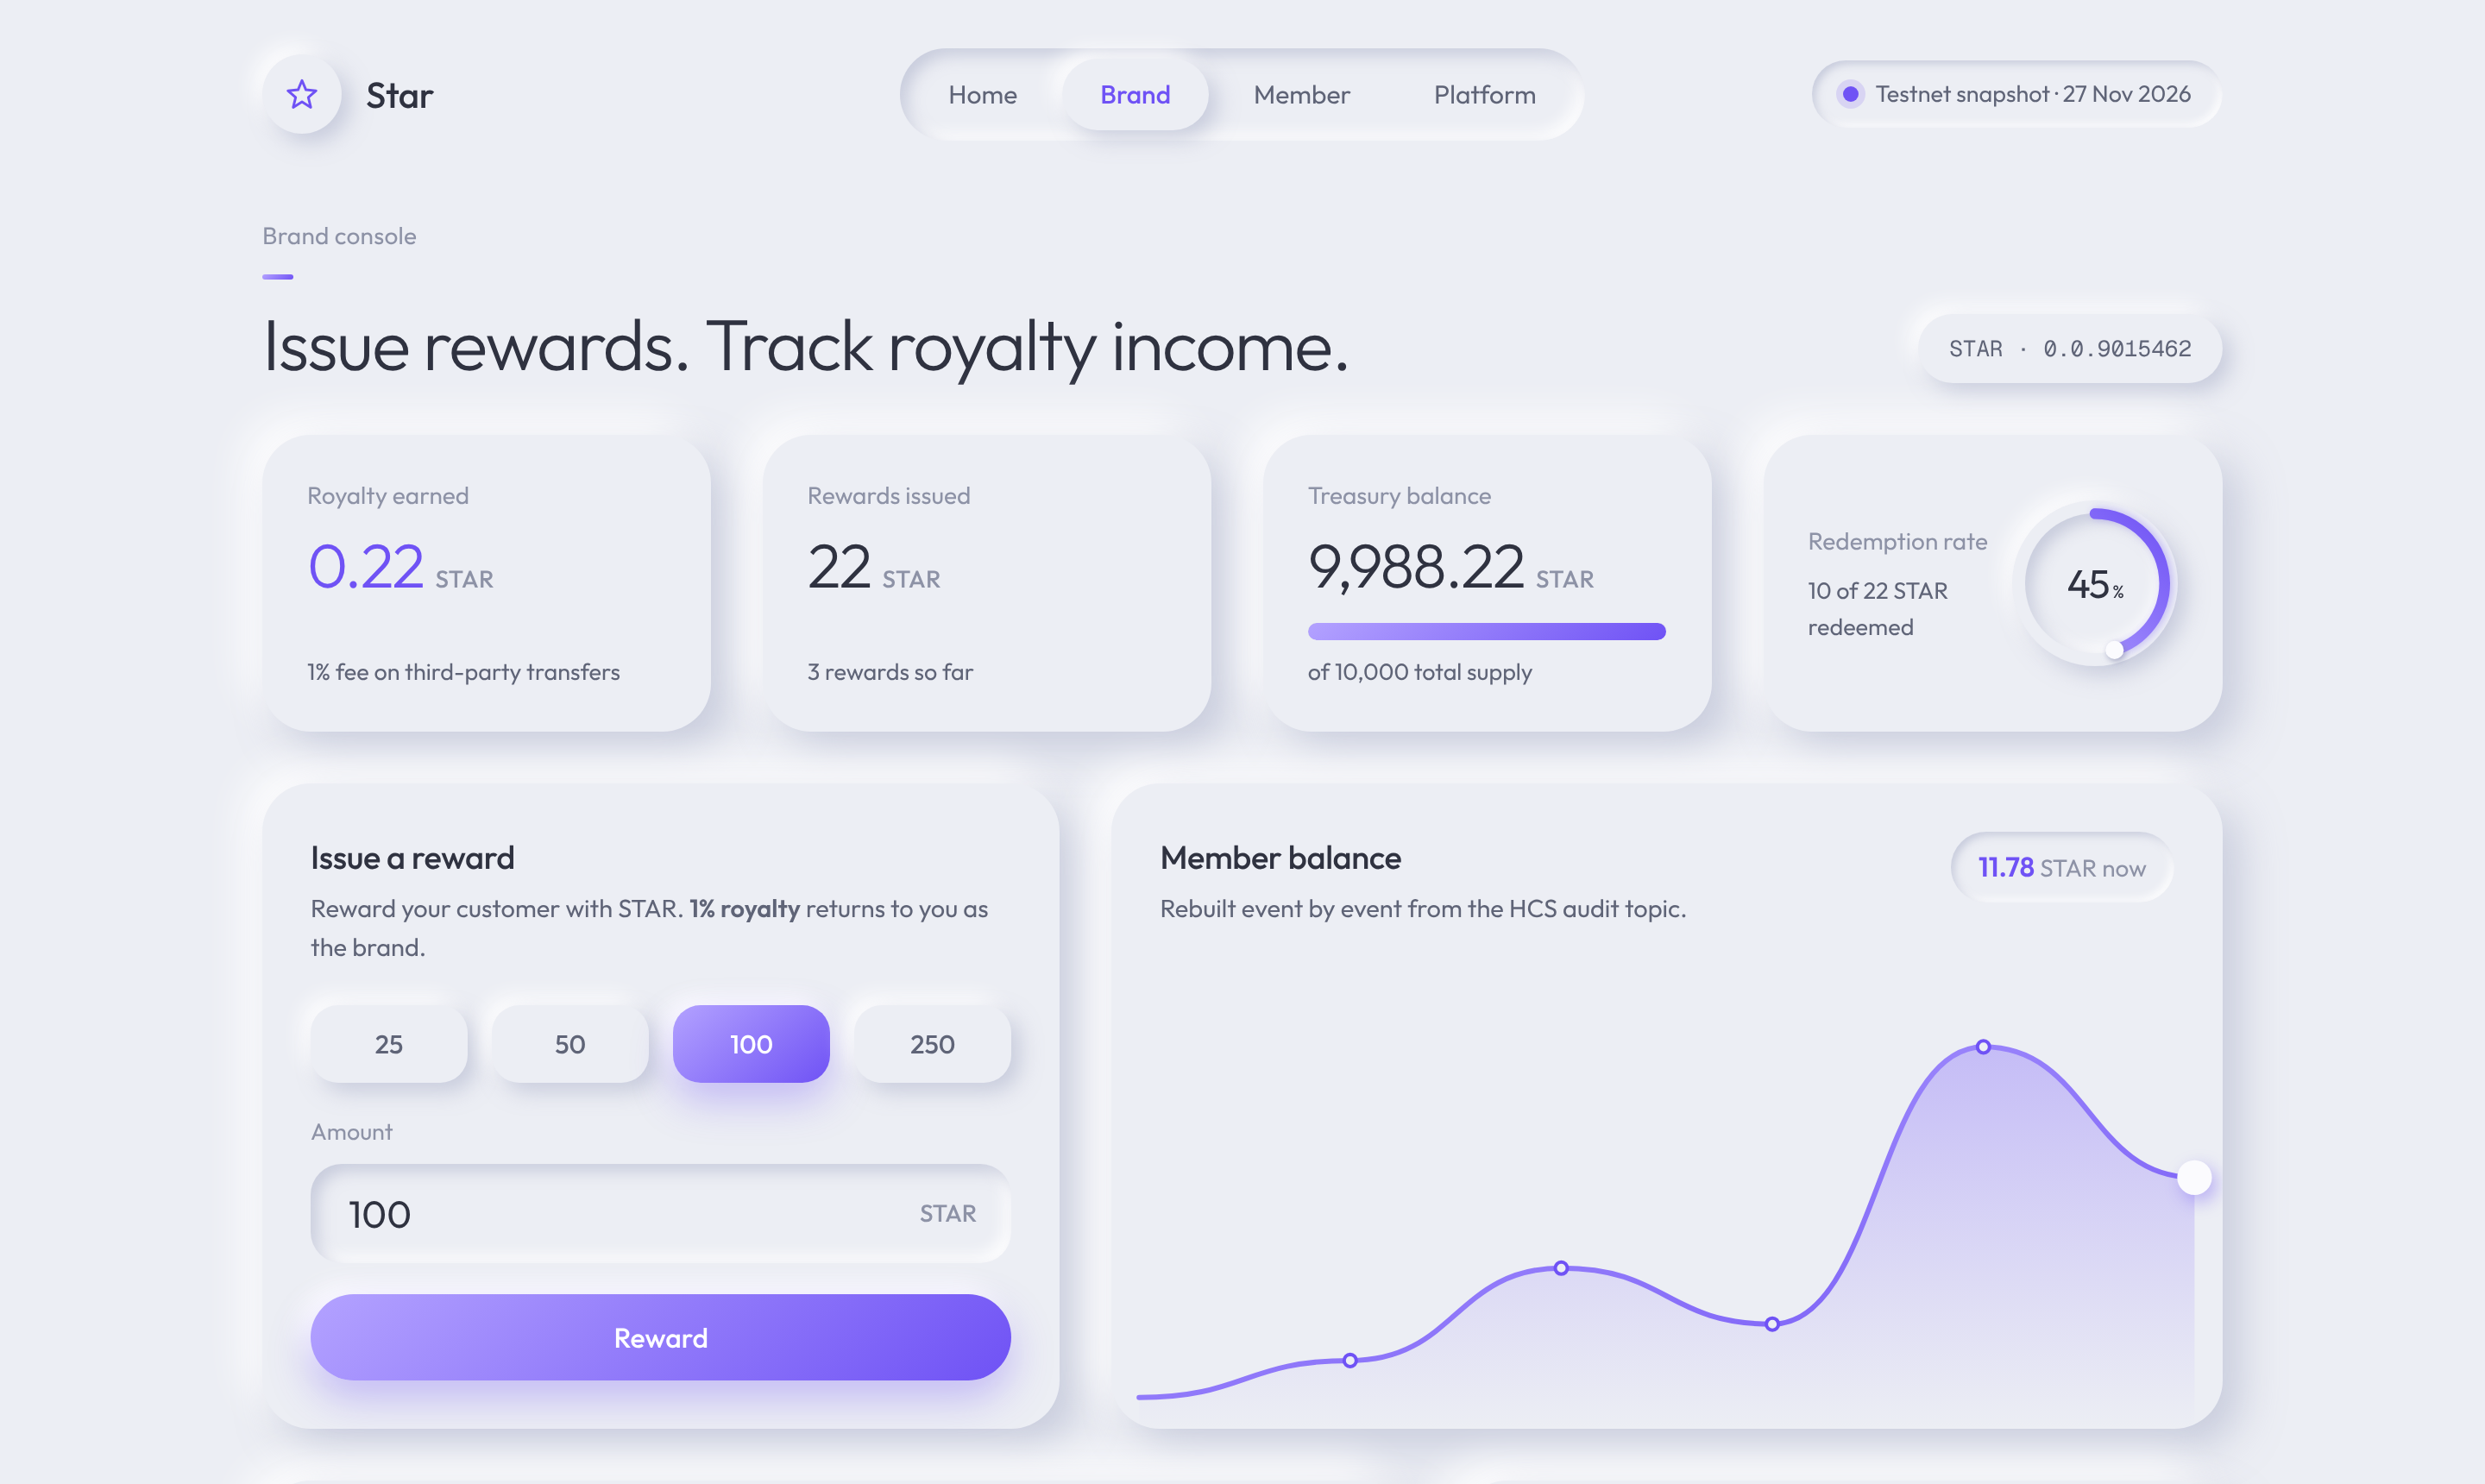 Star
Home
Brand
Member
Platform
Testnet snapshot · 27 Nov 2026
Brand console
Issue rewards. Track royalty income.
STAR · 0.0.9015462
Royalty earned
0.22 STAR
1% fee on third-party transfers
Rewards issued
22 STAR
3 rewards so far
Treasury balance
9,988.22 STAR
of 10,000 total supply
Redemption rate
10 of 22 STAR
redeemed
45%
Issue a reward
Reward your customer with STAR. 1% royalty returns to you as
the brand.
25
50
100
250
Amount
100
STAR
Reward
Member balance
11.78 STAR now
Rebuilt event by event from the HCS audit topic.